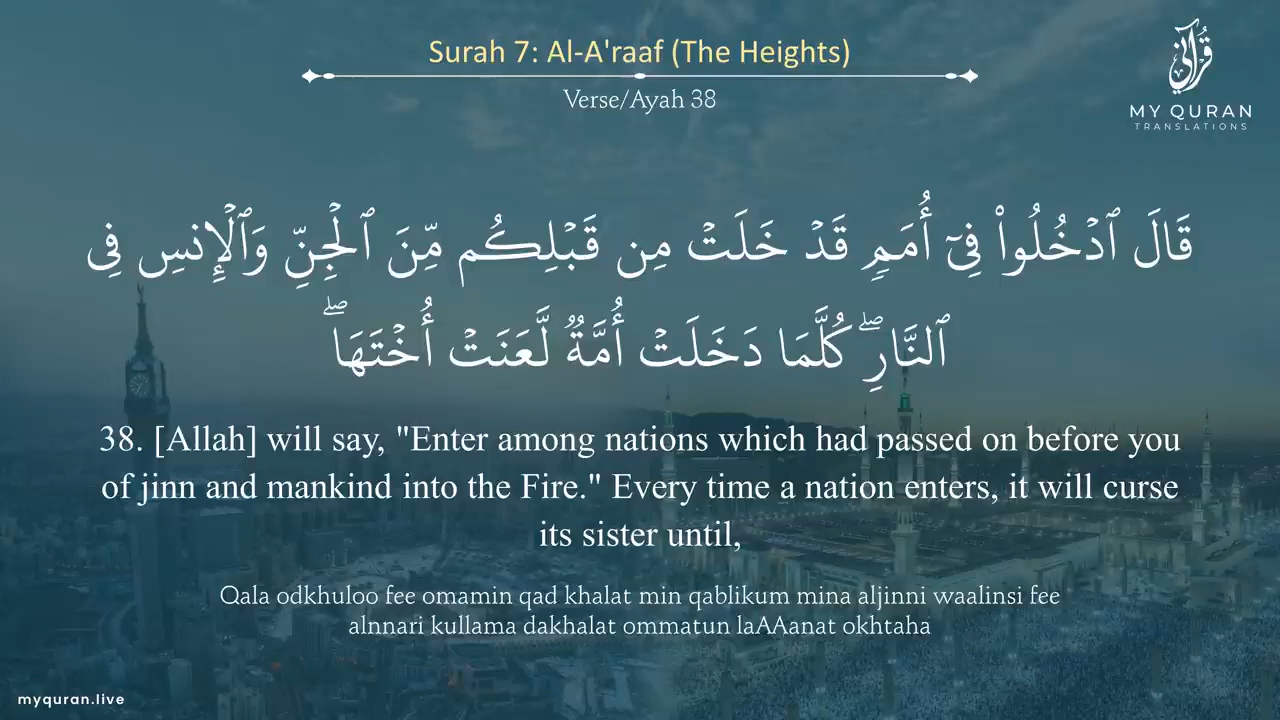 Surah 7: Al-A'raaf (The Heights)
Verse/Ayah 38
قرآني
MY QURAN
TRANSLATIONS
قَالَ ٱدْخُلُوا۟ فِىٓ أُمَمٍ قَدْ خَلَتْ مِن قَبْلِكُم مِّنَ ٱلْجِنِّ وَٱلْإِنسِ فِى
ٱلنَّارِ ۖ كُلَّمَا دَخَلَتْ أُمَّةٌ لَّعَنَتْ أُخْتَهَا ۖ
38. [Allah] will say, "Enter among nations which had passed on before you
of jinn and mankind into the Fire." Every time a nation enters, it will curse
its sister until,
Qala odkhuloo fee omamin qad khalat min qablikum mina aljinni waalinsi fee
alnnari kullama dakhalat ommatun laAAanat okhtaha
myquran.live